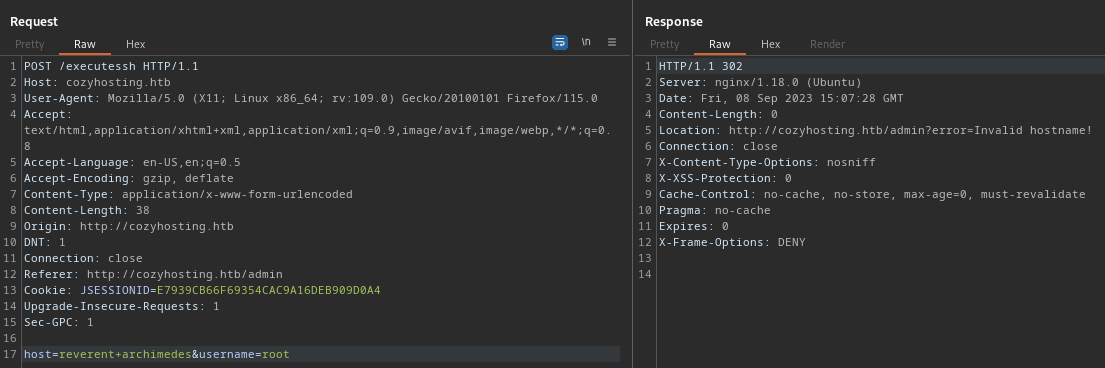 Request
Pretty Raw Hex \n
1 POST /executessh HTTP/1.1
2 Host: cozyhosting.htb
3 User-Agent: Mozilla/5.0 (X11; Linux x86_64; rv:109.0) Gecko/20100101 Firefox/115.0
4 Accept:
text/html,application/xhtml+xml,application/xml;q=0.9,image/avif,image/webp,*/*;q=0.
8
5 Accept-Language: en-US,en;q=0.5
6 Accept-Encoding: gzip, deflate
7 Content-Type: application/x-www-form-urlencoded
8 Content-Length: 38
9 Origin: http://cozyhosting.htb
10 DNT: 1
11 Connection: close
12 Referer: http://cozyhosting.htb/admin
13 Cookie: JSESSIONID=E7939CB66F69354CAC9A16DEB909D0A4
14 Upgrade-Insecure-Requests: 1
15 Sec-GPC: 1
16
17 host=reverent+archimedes&username=root
Response
Pretty Raw Hex Render
1 HTTP/1.1 302
2 Server: nginx/1.18.0 (Ubuntu)
3 Date: Fri, 08 Sep 2023 15:07:28 GMT
4 Content-Length: 0
5 Location: http://cozyhosting.htb/admin?error=Invalid hostname!
6 Connection: close
7 X-Content-Type-Options: nosniff
8 X-XSS-Protection: 0
9 Cache-Control: no-cache, no-store, max-age=0, must-revalidate
10 Pragma: no-cache
11 Expires: 0
12 X-Frame-Options: DENY
13
14